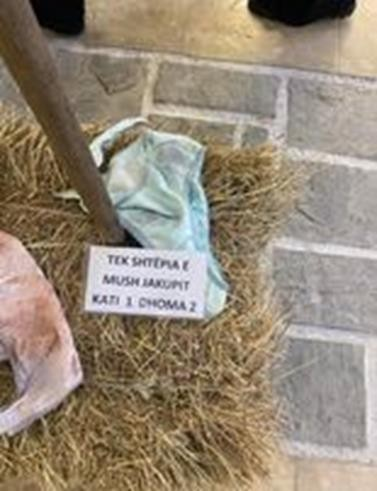 TEK SHTËPIA E
MUSH JAKUPIT
KATI 1 DHOMA 2